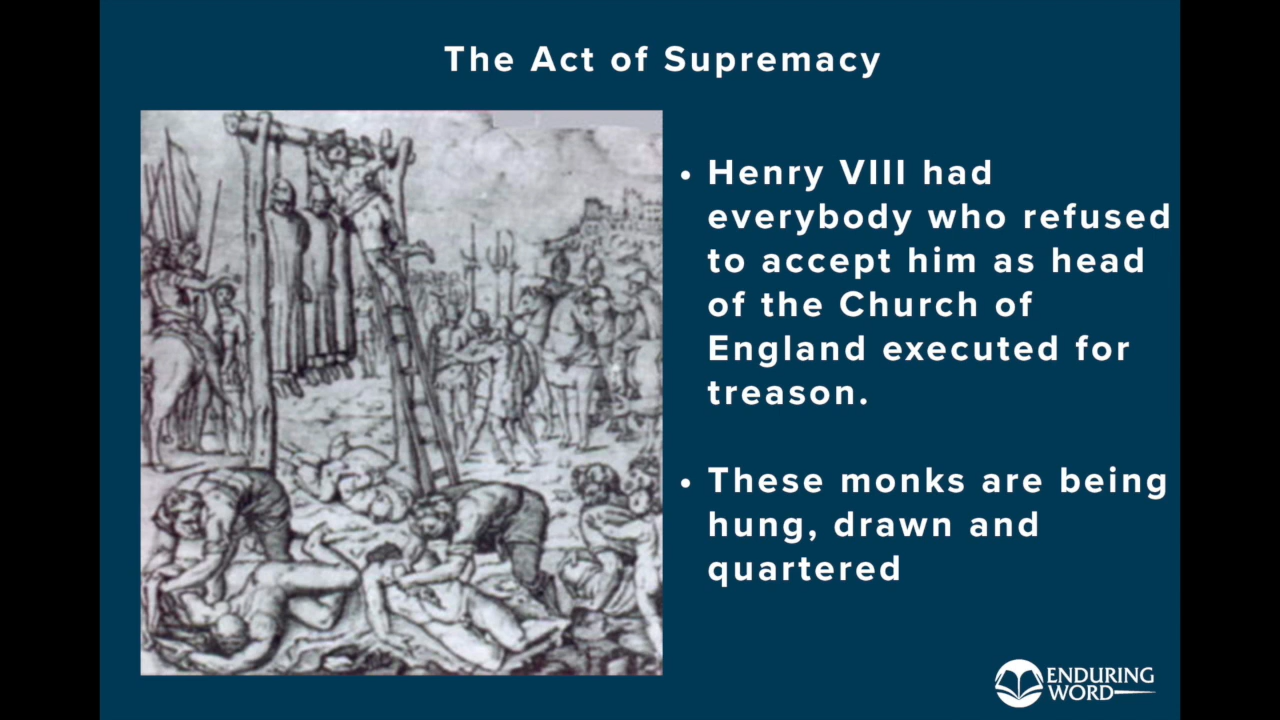 The Act of Supremacy
• Henry VIII had
everybody who refused
to accept him as head
of the Church of
England executed for
treason.
• These monks are being
hung, drawn and
quartered
ENDURING
WORD